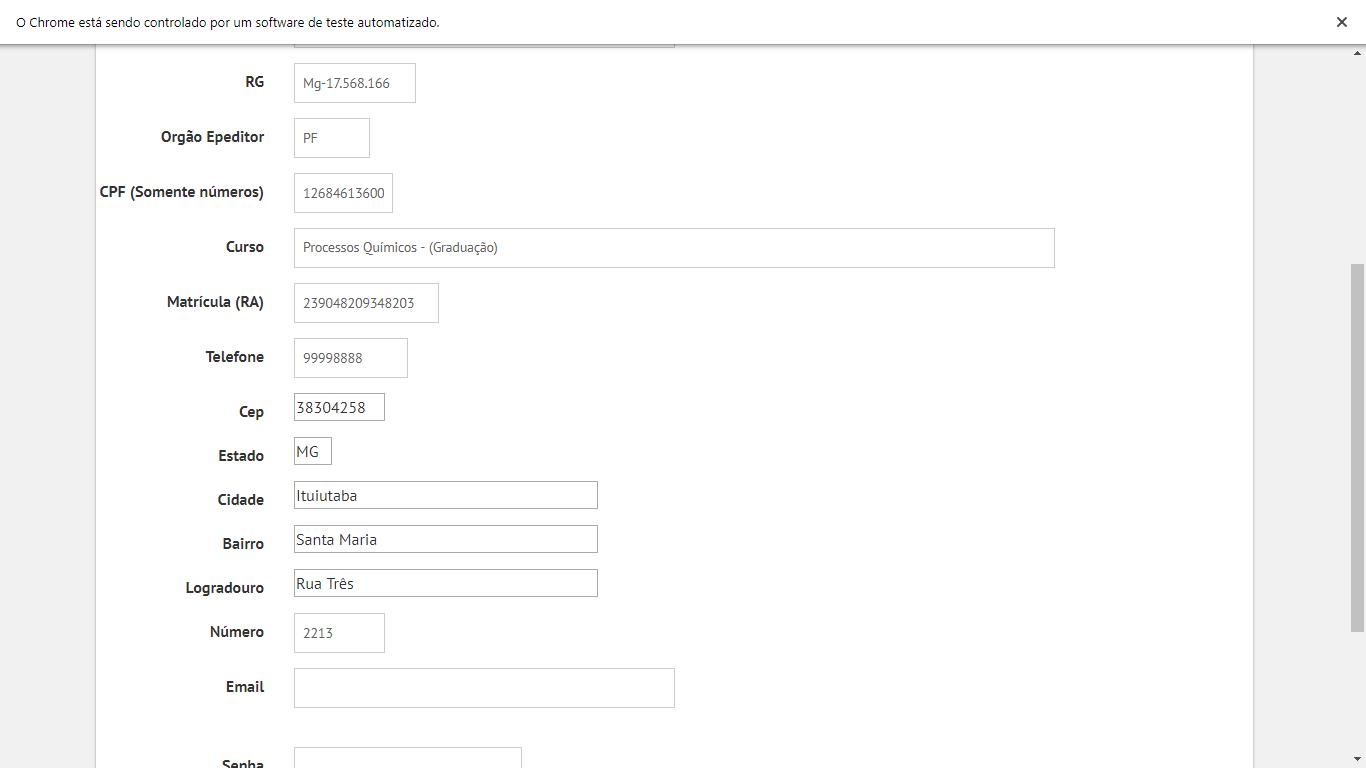 O Chrome está sendo controlado por um software de teste automatizado.
RG Mg-17.568.166
Orgão Epeditor PF
CPF (Somente números) 12684613600
Curso Processos Químicos - (Graduação)
Matrícula (RA) 239048209348203
Telefone 99998888
Cep 38304258
Estado MG
Cidade Ituiutaba
Bairro Santa Maria
Logradouro Rua Três
Número 2213
Email
Senha